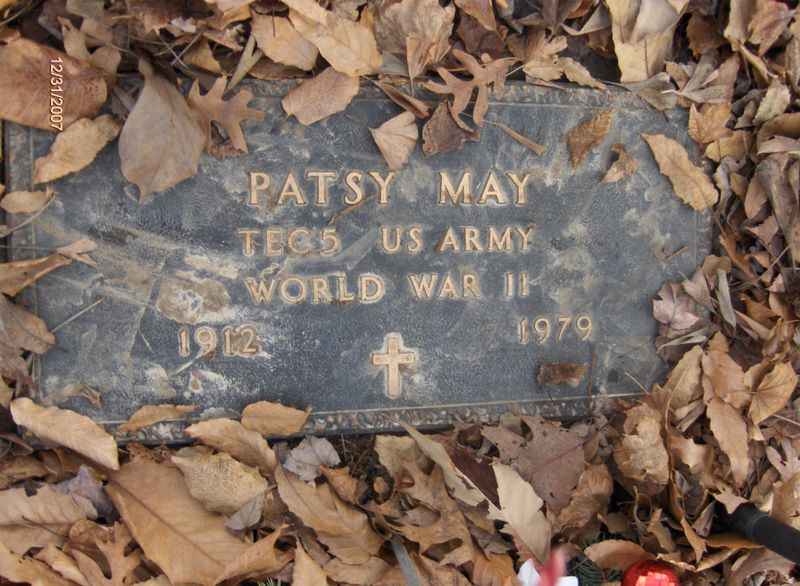 12/31/2007
PATSY MAY
TEC5 US ARMY
WORLD WAR II
1912 1979